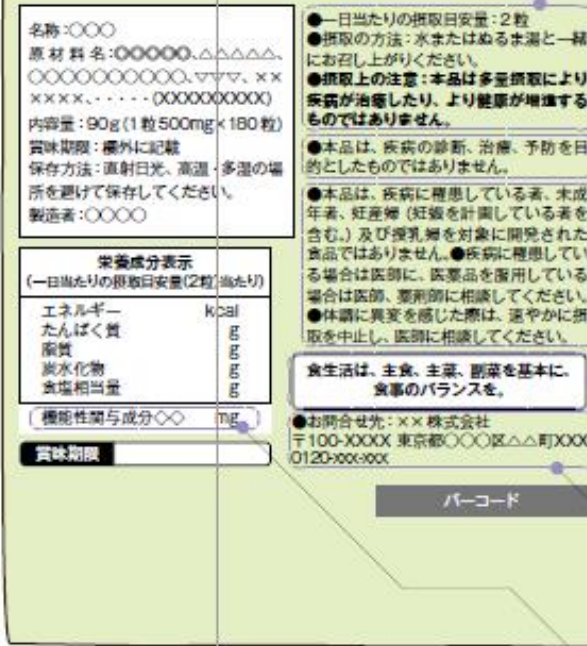 名称:○○○
原材料名:○○○○○、△△△△△、
○○○○○○○○○○○、▽▽▽、××
××××、・・・・・(XXXXXXXXXX)
内容量:90g(1粒500mg×180粒)
賞味期限:欄外に記載
保存方法:直射日光、高温・多湿の場
所を避けて保存してください。
製造者:○○○○
栄養成分表示
(一日当たりの摂取目安量(2粒)当たり)
エネルギー kcal
たんぱく質 g
脂質 g
炭水化物 g
食塩相当量 g
機能性関与成分◇◇ mg
賞味期限
●一日当たりの摂取目安量:2粒
●摂取の方法:水またはぬるま湯と一緒
にお召し上がりください。
●摂取上の注意:本品は多量摂取により
疾病が治癒したり、より健康が増進する
ものではありません。
●本品は、疾病の診断、治療、予防を目
的としたものではありません。
●本品は、疾病に罹患している者、未成
年者、妊産婦(妊娠を計画している者を
含む。)及び授乳婦を対象に開発された
食品ではありません。●疾病に罹患してい
る場合は医師に、医薬品を服用している
場合は医師、薬剤師に相談してください。
●体調に異変を感じた際は、速やかに摂
取を中止し、医師に相談してください。
食生活は、主食、主菜、副菜を基本に、
食事のバランスを。
●お問合せ先:××株式会社
〒100-XXXX 東京都○○○区△△町XXX
0120-xxx-xxx
バーコード